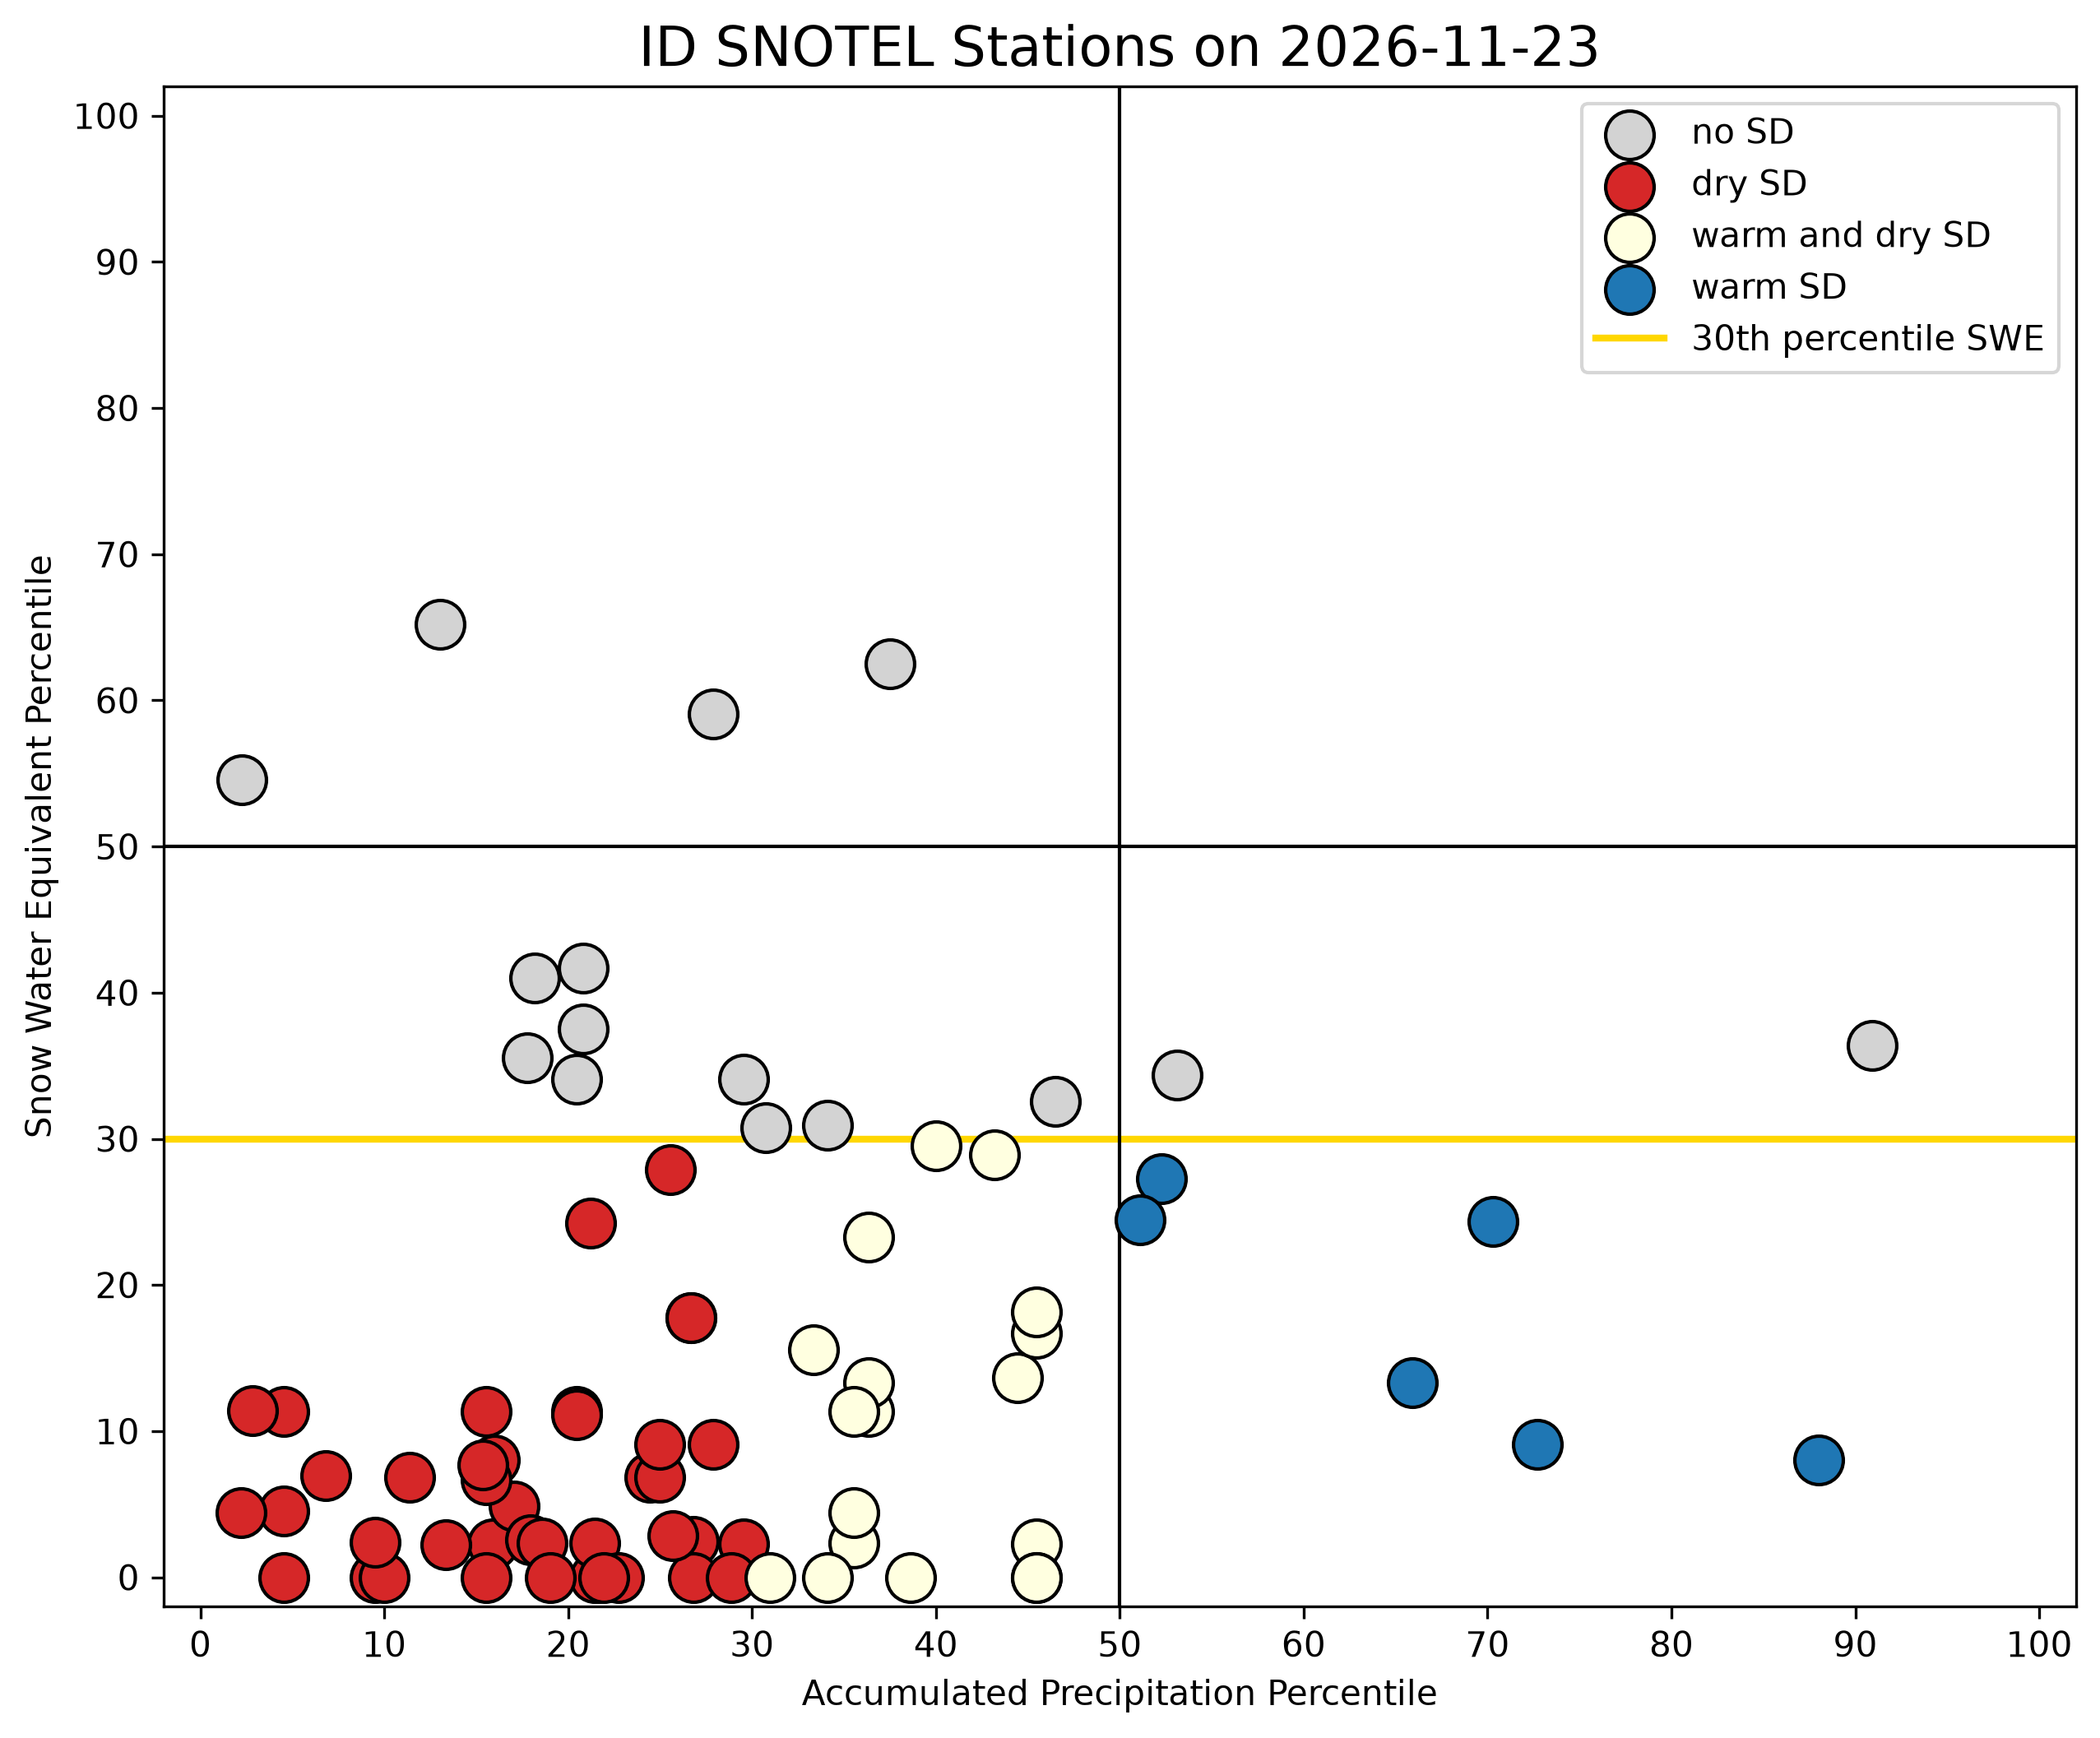 ID SNOTEL Stations on 2026-11-23
no SD
dry SD
warm and dry SD
warm SD
30th percentile SWE
Snow Water Equivalent Percentile
100
90
80
70
60
50
40
30
20
10
0
0 10 20 30 40 50 60 70 80 90 100
Accumulated Precipitation Percentile